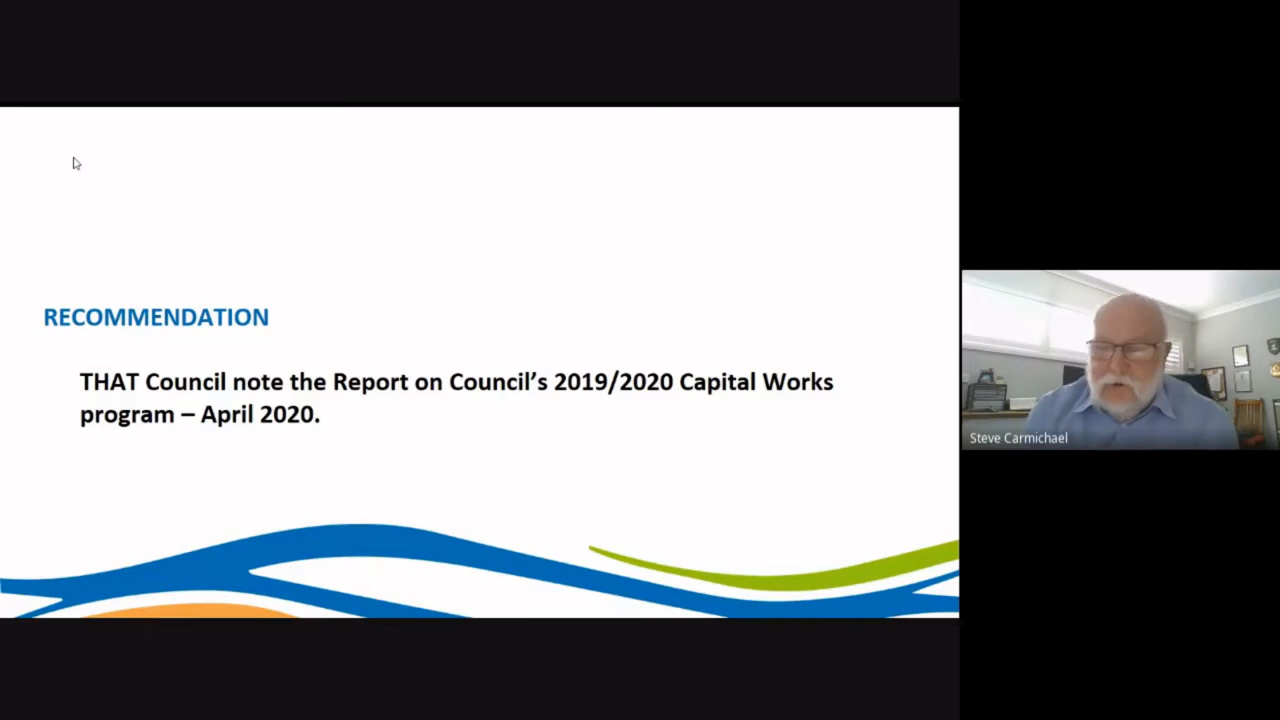 RECOMMENDATION
THAT Council note the Report on Council’s 2019/2020 Capital Works
program – April 2020.
Steve Carmichael